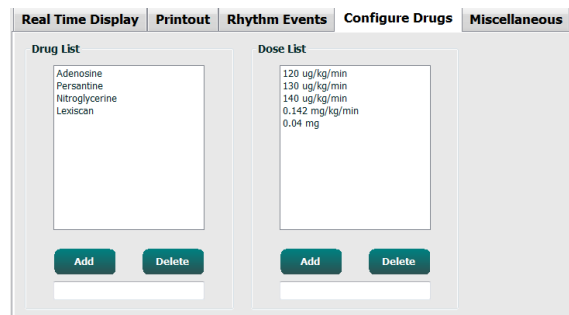 Real Time Display Printout Rhythm Events Configure Drugs Miscellaneous
Drug List
Adenosine
Persantine
Nitroglycerine
Lexiscan
Add Delete
Dose List
120 ug/kg/min
130 ug/kg/min
140 ug/kg/min
0.142 mg/kg/min
0.04 mg
Add Delete